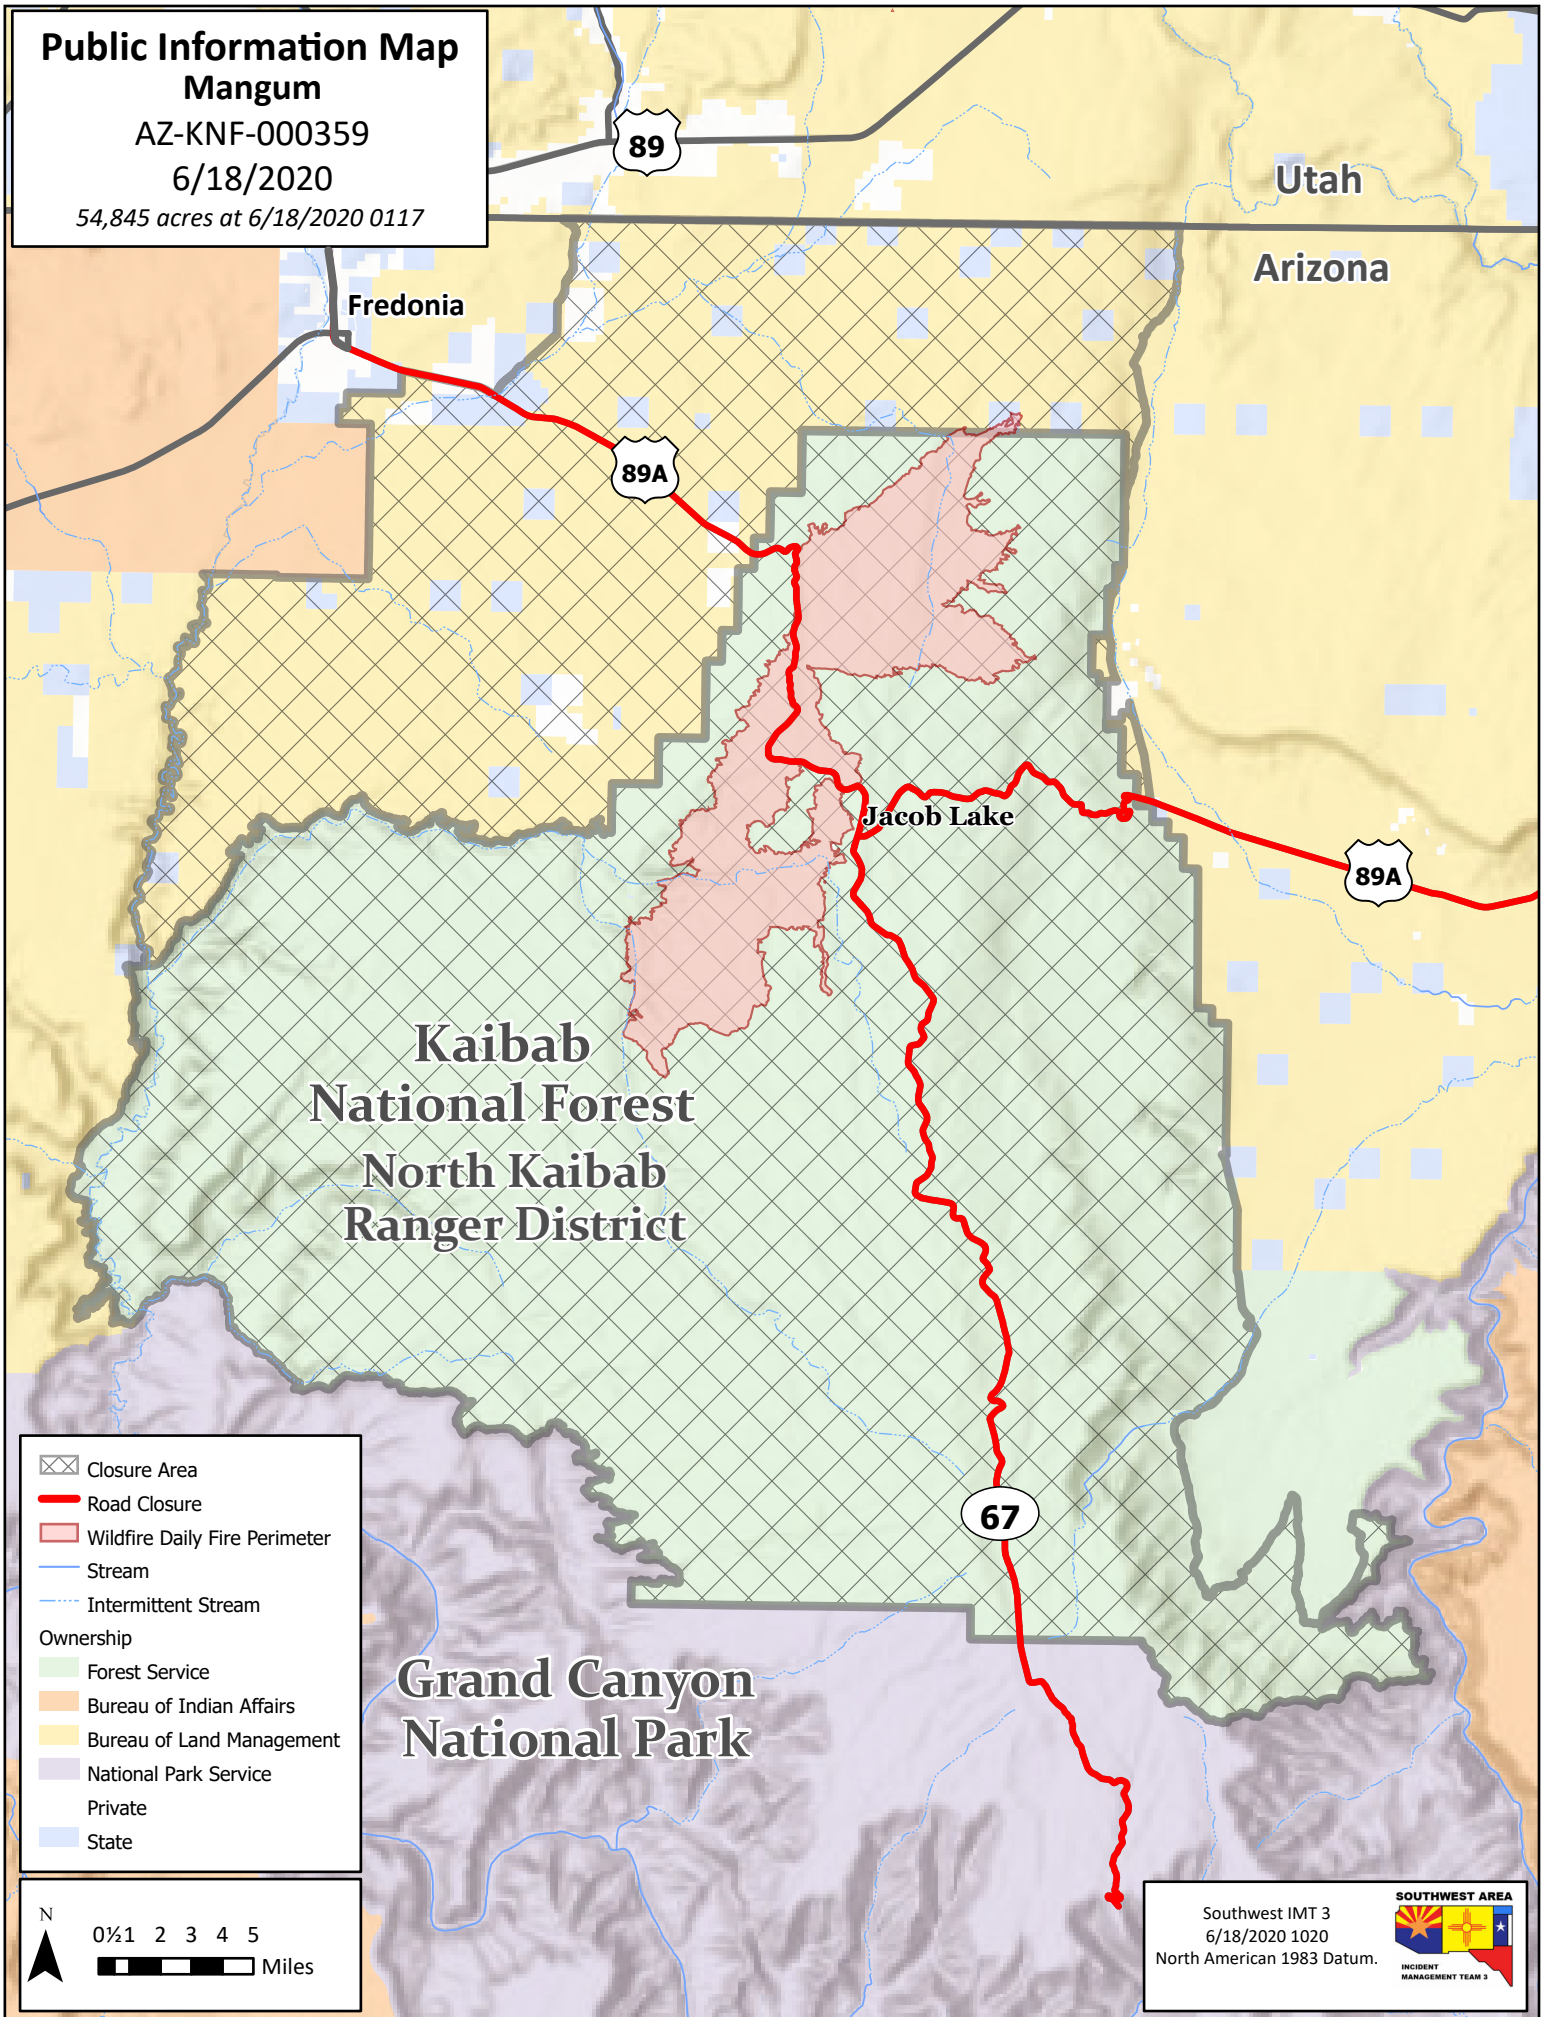 Public Information Map
Mangum
AZ-KNF-000359
6/18/2020
54,845 acres at 6/18/2020 0117
89
Utah
Arizona
Fredonia
89A
Jacob Lake
89A
Kaibab
National Forest
North Kaibab
Ranger District
67
Grand Canyon
National Park
Closure Area
Road Closure
Wildfire Daily Fire Perimeter
Stream
Intermittent Stream
Ownership
Forest Service
Bureau of Indian Affairs
Bureau of Land Management
National Park Service
Private
State
N
0½1 2 3 4 5
Miles
Southwest IMT 3
6/18/2020 1020
North American 1983 Datum.
SOUTHWEST AREA
INCIDENT
MANAGEMENT TEAM 3